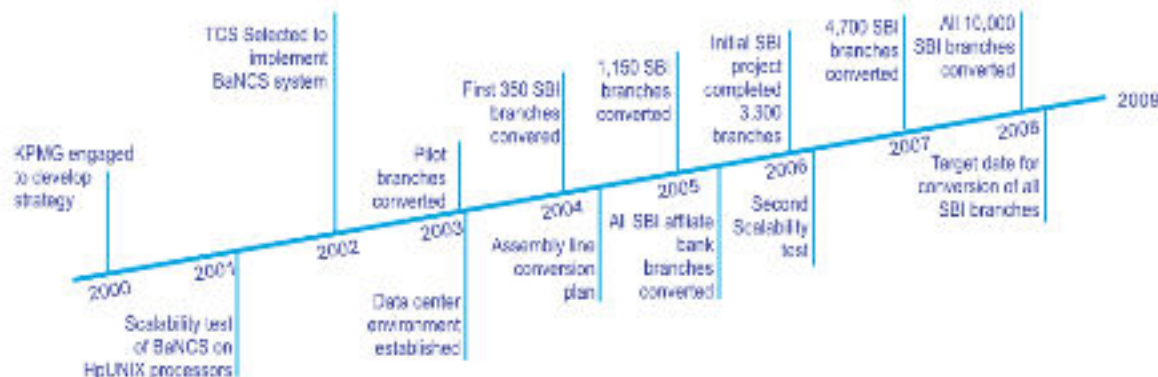 KPMG engaged
to develop
strategy
2000
2001
Scalability test
of BaNCS on
HpUNIX processors
TCS Selected to
implement
BaNCS system
2002
Pilot
branches
converted
2003
Data center
environment
established
First 350 SBI
branches
convered
2004
Assembly line
conversion
plan
1,150 SBI
branches
converted
2005
All SBI affiliate
bank
branches
converted
Initial SBI
project
completed
3,300
branches
2006
Second
Scalability
test
4,700 SBI
branches
converted
2007
All 10,000
SBI branches
converted
2008
Target date for
conversion of all
SBI branches
2009